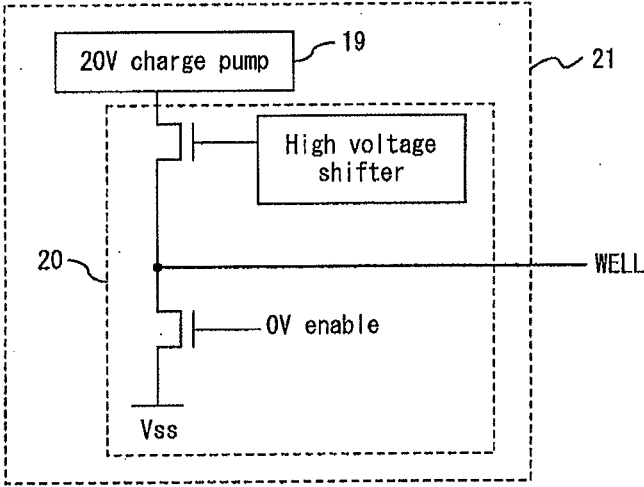 20V charge pump
19
21
High voltage
shifter
20
WELL
0V enable
Vss